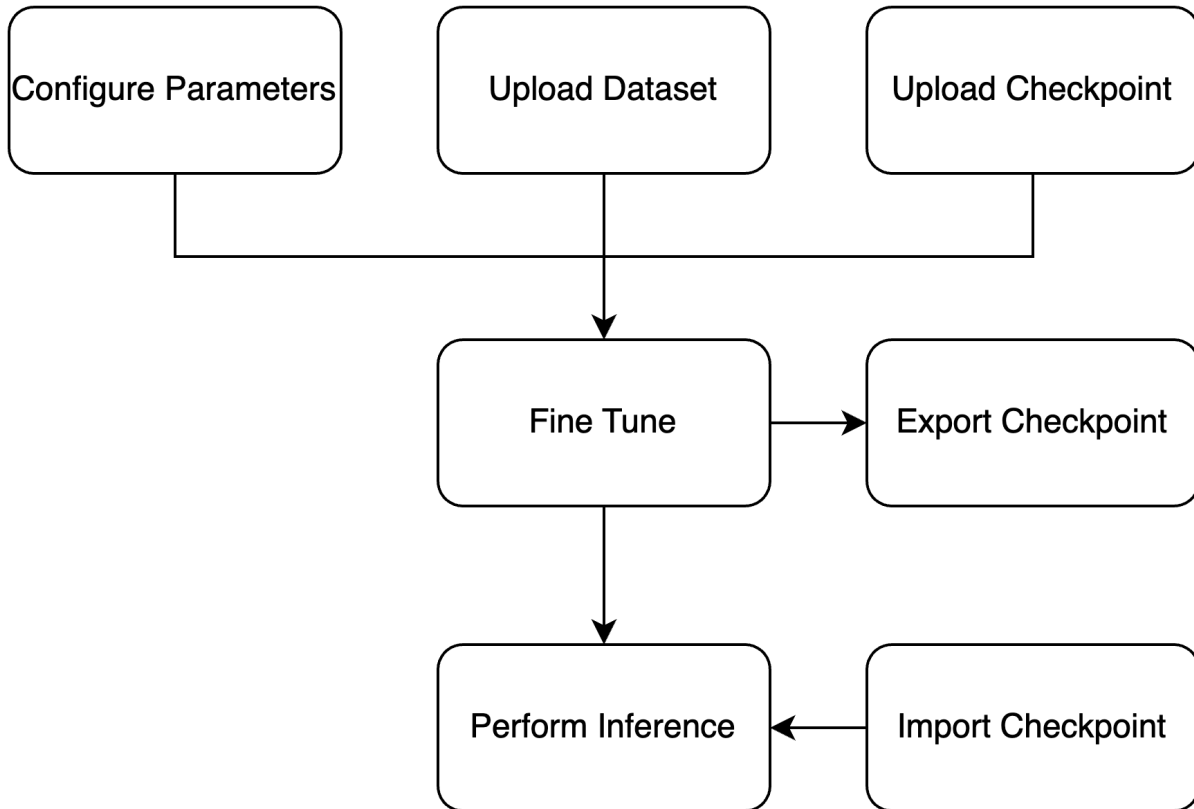 Configure Parameters
Upload Dataset
Upload Checkpoint
Fine Tune
Export Checkpoint
Perform Inference
Import Checkpoint